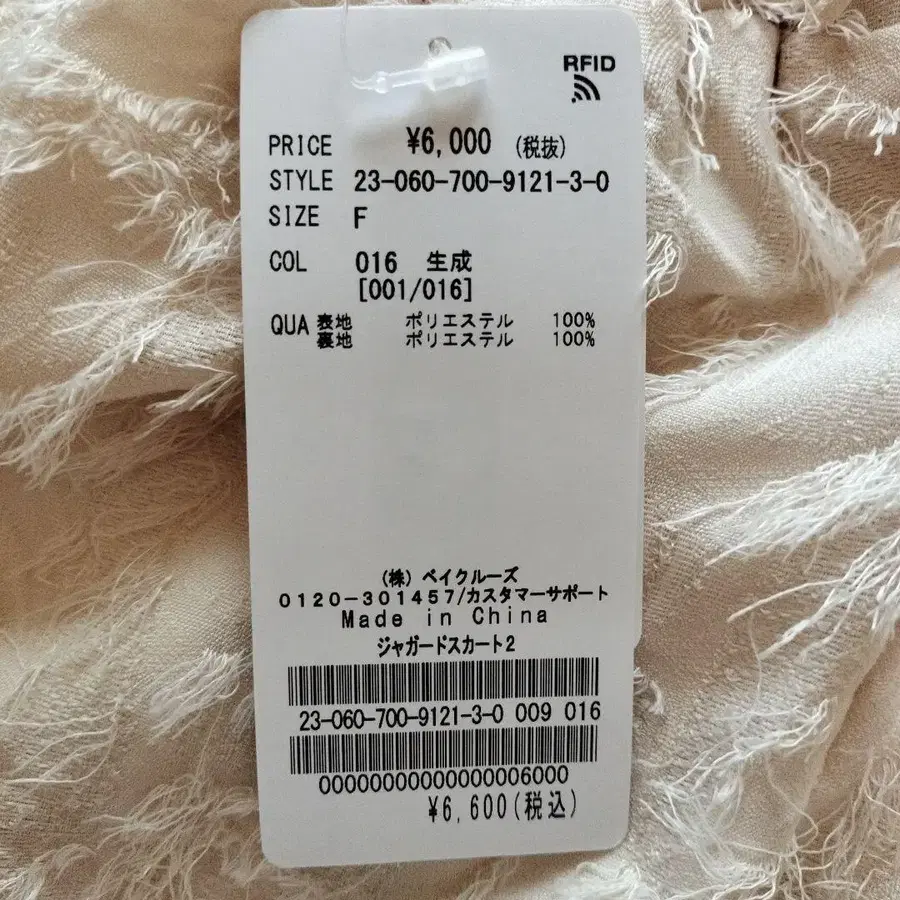 RFID
PRICE ¥6,000 (税抜)
STYLE 23-060-700-9121-3-0
SIZE F
COL 016 生成
[001/016]
QUA 表地 ポリエステル 100%
裏地 ポリエステル 100%
(株) ベイクルーズ
0120-301457/カスタマーサポート
Made in China
ジャガードスカート2
23-060-700-9121-3-0 009 016
00000000000000006000
¥6,600(税込)